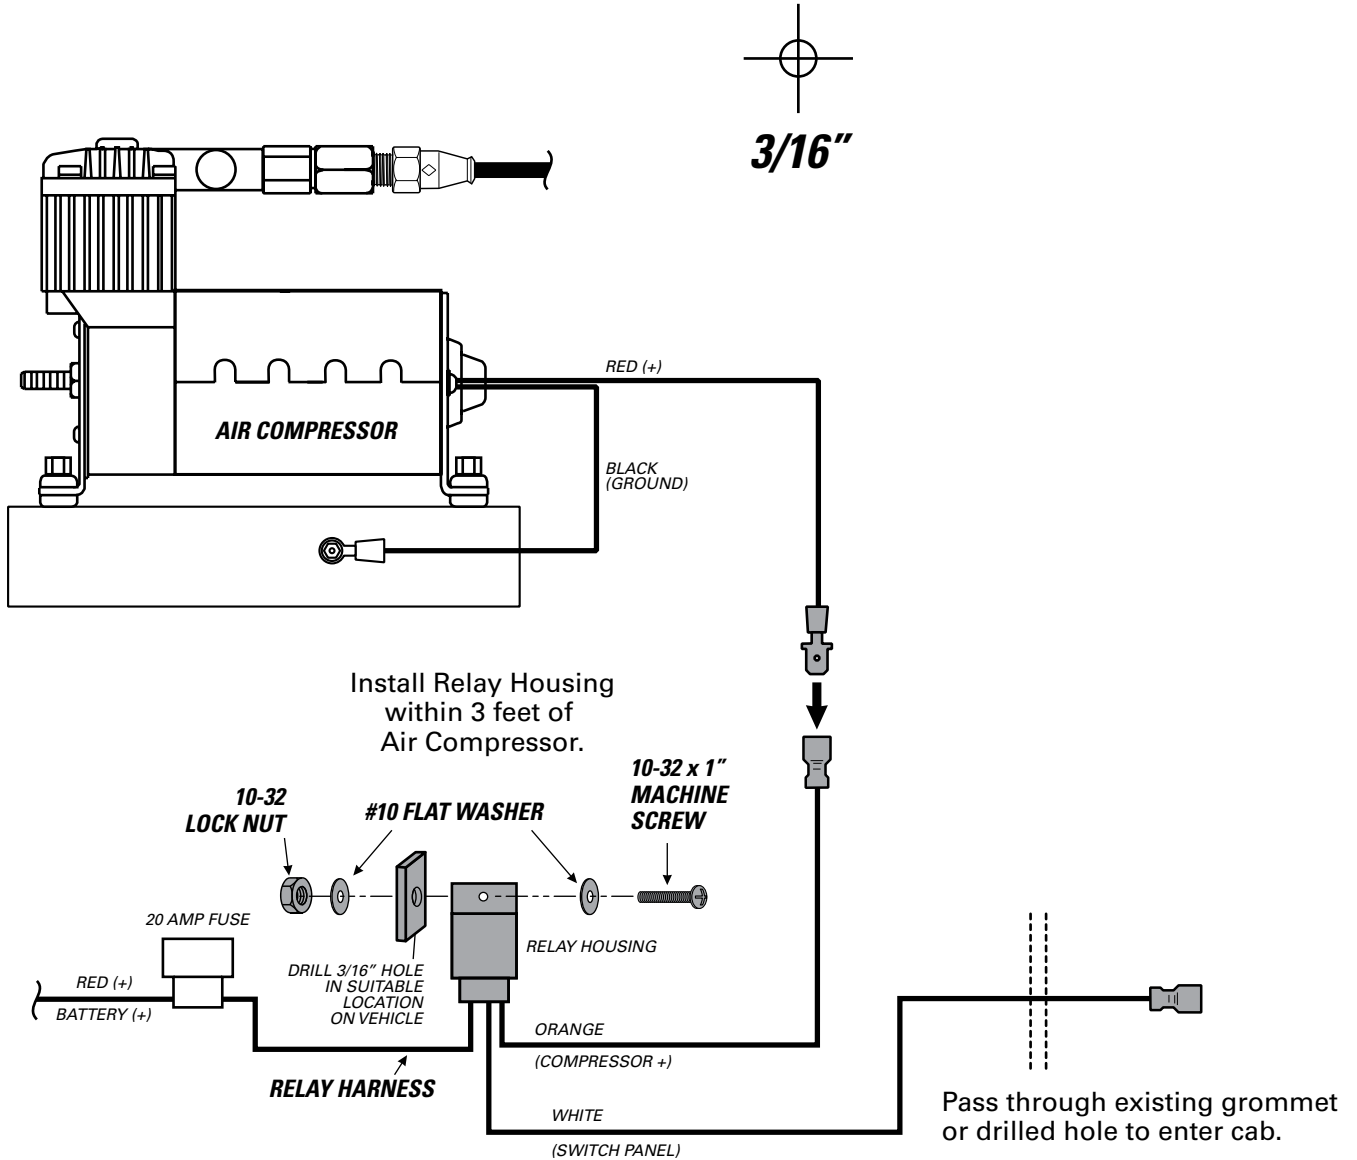 3/16”
RED (+)
AIR COMPRESSOR
BLACK
(GROUND)
Install Relay Housing
within 3 feet of
Air Compressor.
10-32
LOCK NUT
#10 FLAT WASHER
10-32 x 1”
MACHINE
SCREW
20 AMP FUSE
RED (+)
BATTERY (+)
DRILL 3/16” HOLE
IN SUITABLE
LOCATION
ON VEHICLE
RELAY HOUSING
ORANGE
(COMPRESSOR +)
RELAY HARNESS
WHITE
(SWITCH PANEL)
Pass through existing grommet
or drilled hole to enter cab.